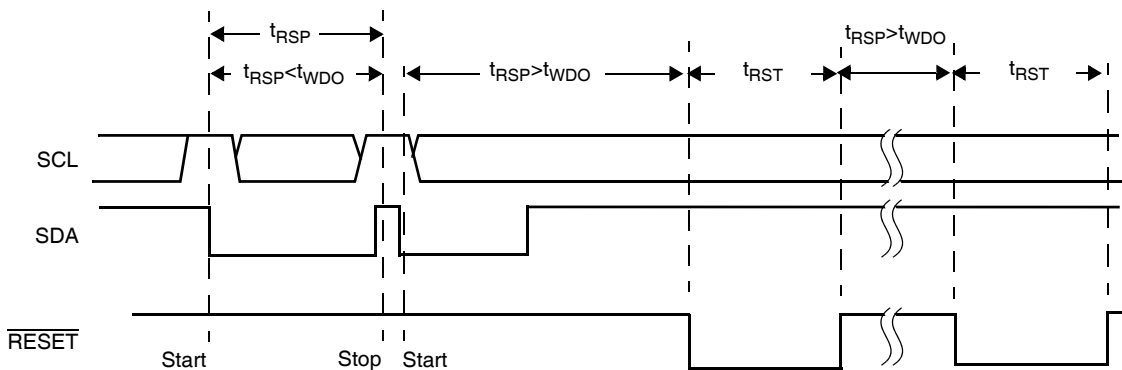 tRSP
tRSP<tWDO
tRSP>tWDO
tRST
tRSP>tWDO
tRST
SCL
SDA
RESET
Start
Stop
Start